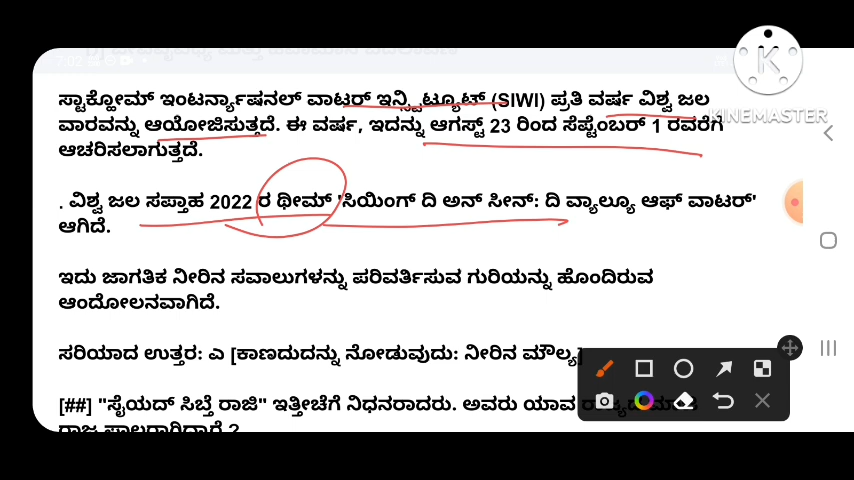 7:02
KINEMASTER
ಸ್ಟಾಕ್ಹೋಮ್ ಇಂಟರ್ನ್ಯಾಷನಲ್ ವಾಟರ್ ಇನ್ಸ್ಟಿಟ್ಯೂಟ್ (SIWI) ಪ್ರತಿ ವರ್ಷ ವಿಶ್ವ ಜಲ
ವಾರವನ್ನು ಆಯೋಜಿಸುತ್ತದೆ. ಈ ವರ್ಷ, ಇದನ್ನು ಆಗಸ್ಟ್ 23 ರಿಂದ ಸೆಪ್ಟೆಂಬರ್ 1 ರವರೆಗೆ
ಆಚರಿಸಲಾಗುತ್ತದೆ.
. ವಿಶ್ವ ಜಲ ಸಪ್ತಾಹ 2022 ರ ಥೀಮ್ 'ಸಿಯಿಂಗ್ ದಿ ಅನ್ ಸೀನ್: ದಿ ವ್ಯಾಲ್ಯೂ ಆಫ್ ವಾಟರ್'
ಆಗಿದೆ.
ಇದು ಜಾಗತಿಕ ನೀರಿನ ಸವಾಲುಗಳನ್ನು ಪರಿವರ್ತಿಸುವ ಗುರಿಯನ್ನು ಹೊಂದಿರುವ
ಆಂದೋಲನವಾಗಿದೆ.
ಸರಿಯಾದ ಉತ್ತರ: ಎ [ಕಾಣದುದನ್ನು ನೋಡುವುದು: ನೀರಿನ ಮೌಲ್ಯ]
[##] "ಸೈಯದ್ ಸಿಬ್ತೆ ರಾಜಿ" ಇತ್ತೀಚೆಗೆ ನಿಧನರಾದರು. ಅವರು ಯಾವ